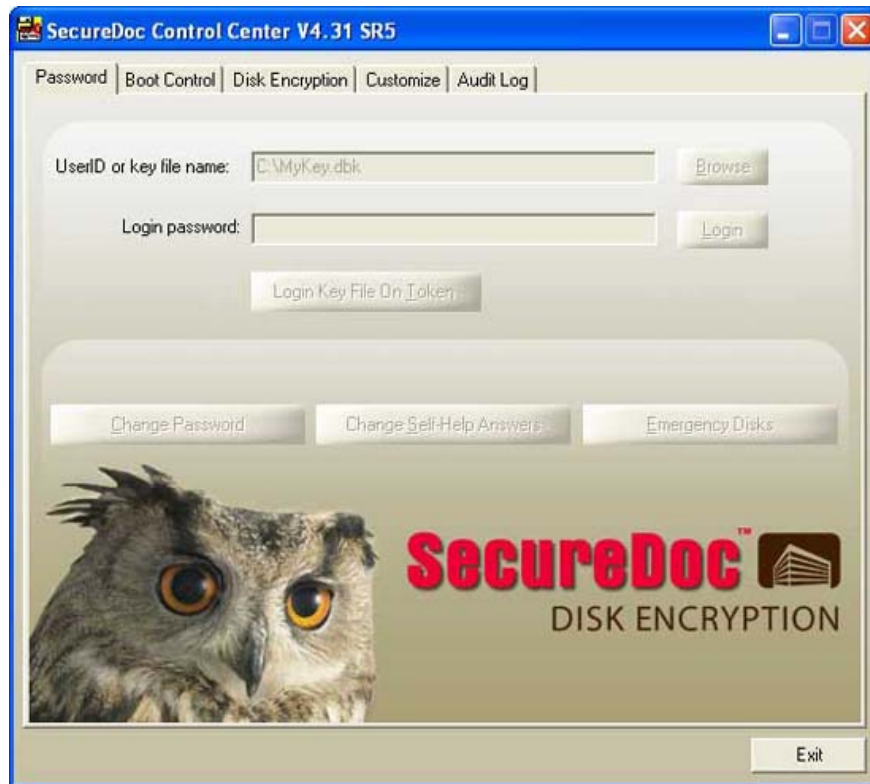 SecureDoc Control Center V4.31 SR5
Password Boot Control Disk Encryption Customize Audit Log
UserID or key file name: C:\MyKey.dbk Browse
Login password: Login
Login Key File On Token
Change Password Change Self-Help Answers Emergency Disks
SecureDoc™
DISK ENCRYPTION
Exit